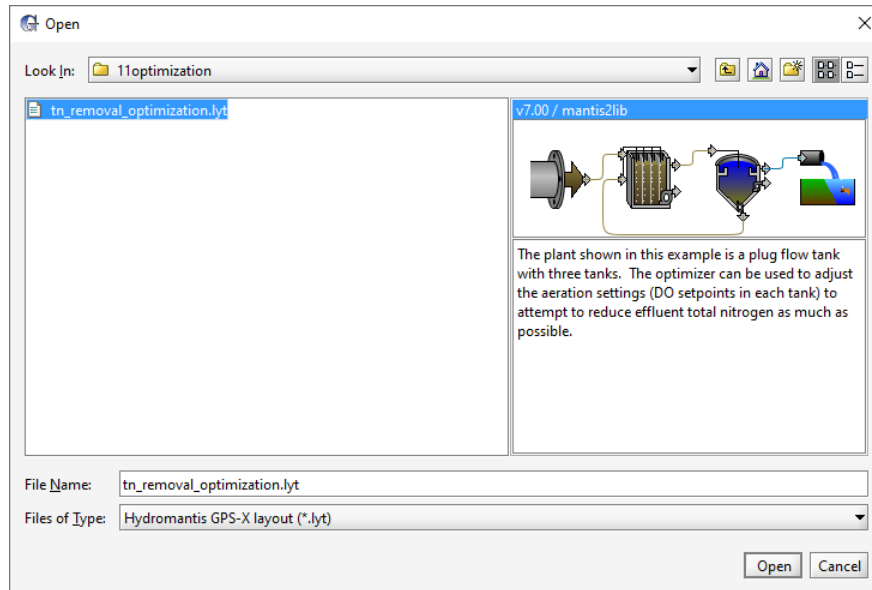 Open
Look In: 11optimization
tn_removal_optimization.lyt
v7.00 / mantis2lib
The plant shown in this example is a plug flow tank
with three tanks. The optimizer can be used to adjust
the aeration settings (DO setpoints in each tank) to
attempt to reduce effluent total nitrogen as much as
possible.
File Name: tn_removal_optimization.lyt
Files of Type: Hydromantis GPS-X layout (*.lyt)
Open Cancel